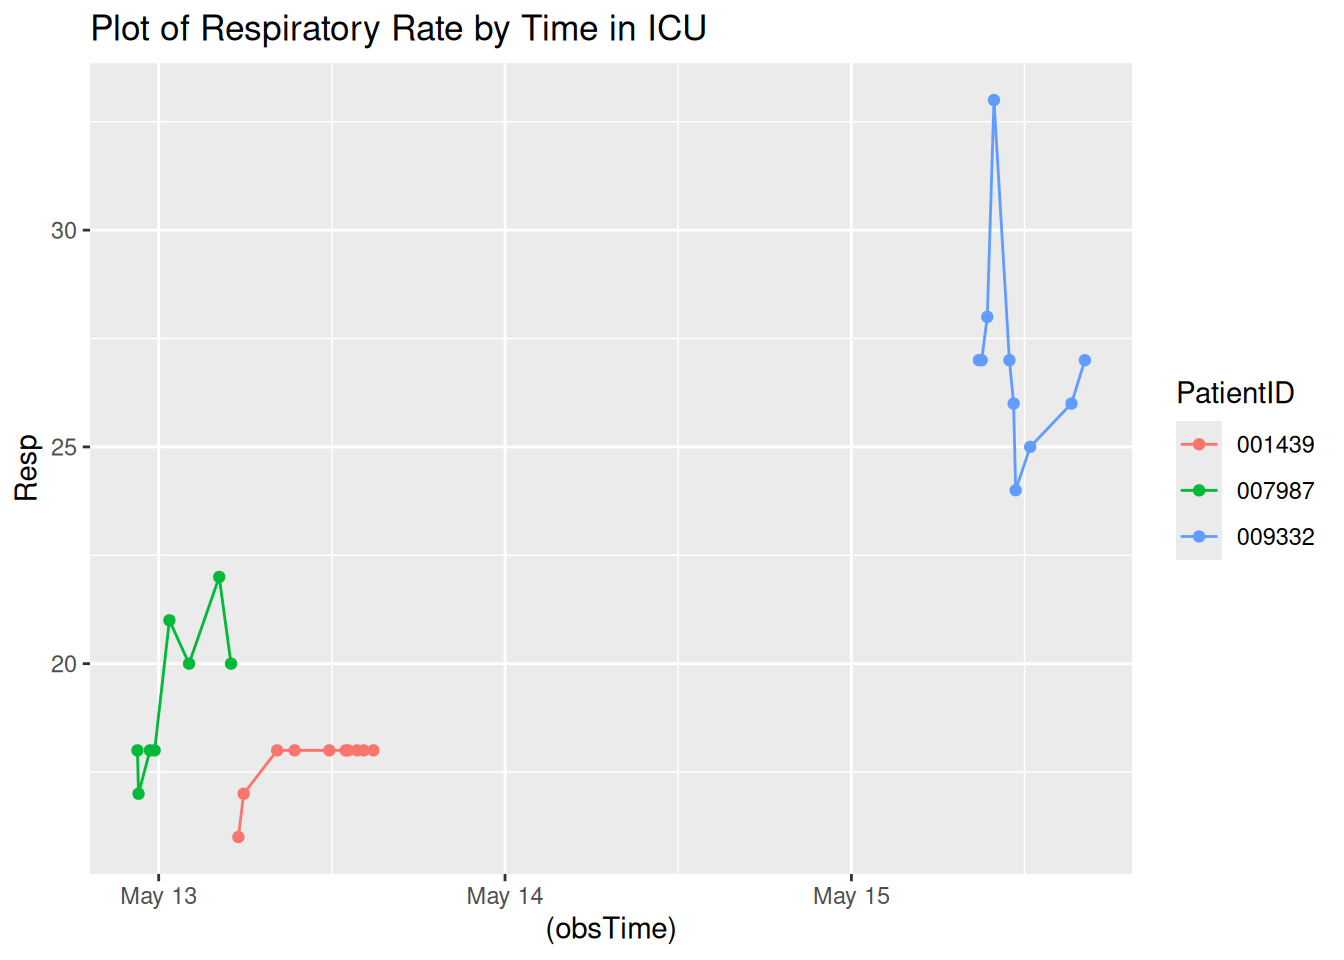 Plot of Respiratory Rate by Time in ICU
Resp
30
25
20
May 13
May 14
May 15
(obsTime)
PatientID
001439
007987
009332